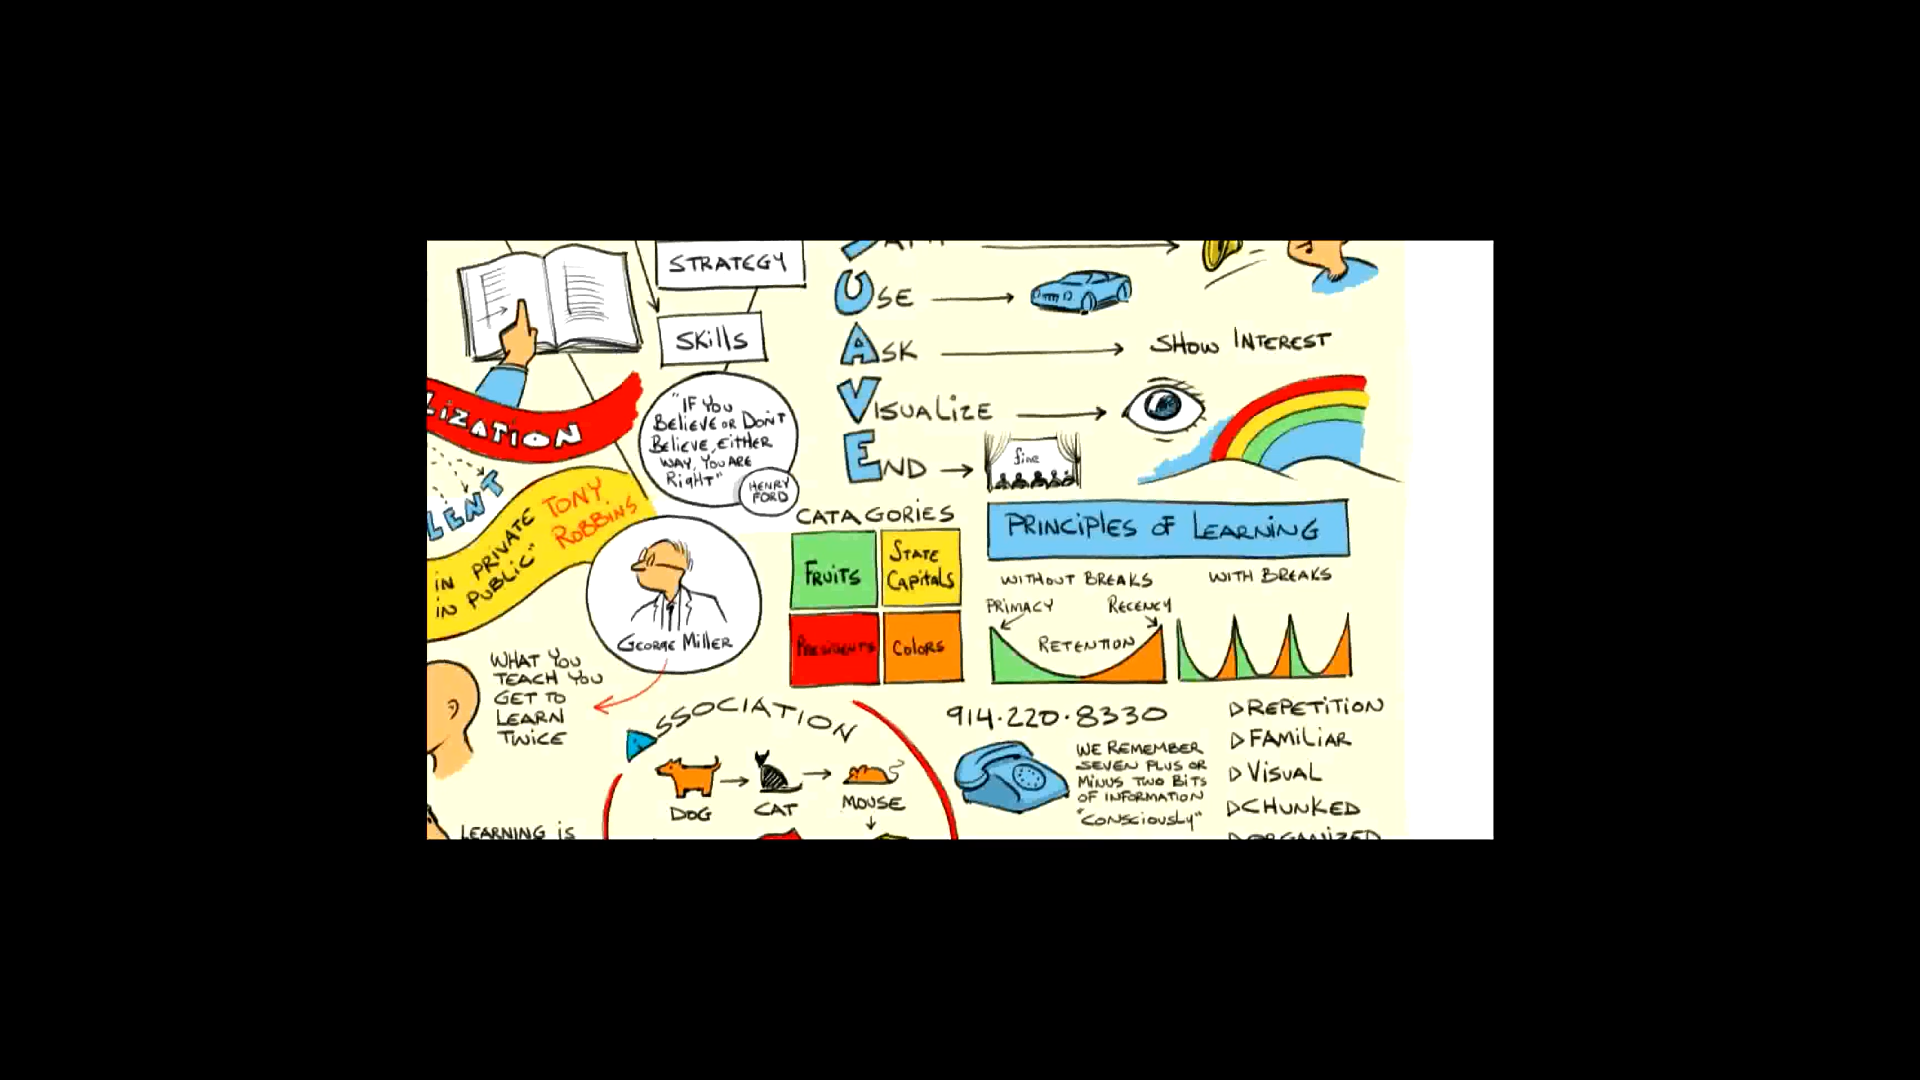 STRATEGY
SKills
USE
ASK
SHOW INTEREST
VISUALIZE
END
fine
LIZATION
LENT
"IF YOU
BELIEVE OR DON'T
BELIEVE, EITHER
WAY, YOU ARE
RigHT"
HENRY
FORD
IN PRIVATE
IN PUBLIC"
TONY
ROBBINS
GEORGE MillER
CATAGORIES
FRUITS
STATE
CAPitAlS
PRESIDENTS
COLORS
PRINCIPlES OF LEARNING
WITHOUT BREAKS
WITH BREAKS
PRIMACY
RECENCY
RETENTION
WHAT YOU
TEACH YOU
GET TO
LEARN
TWICE
LEARNING iS
ASSOCIATION
DOG
CAT
MOUSE
914·220·8330
WE REMEMBER
SEVEN PLUS OR
MINUS TWO BITS
OF INFORMATION
"CONSCIOUSLY"
REPETITION
FAMILIAR
VISUAL
CHUNKED
ORGANIZED